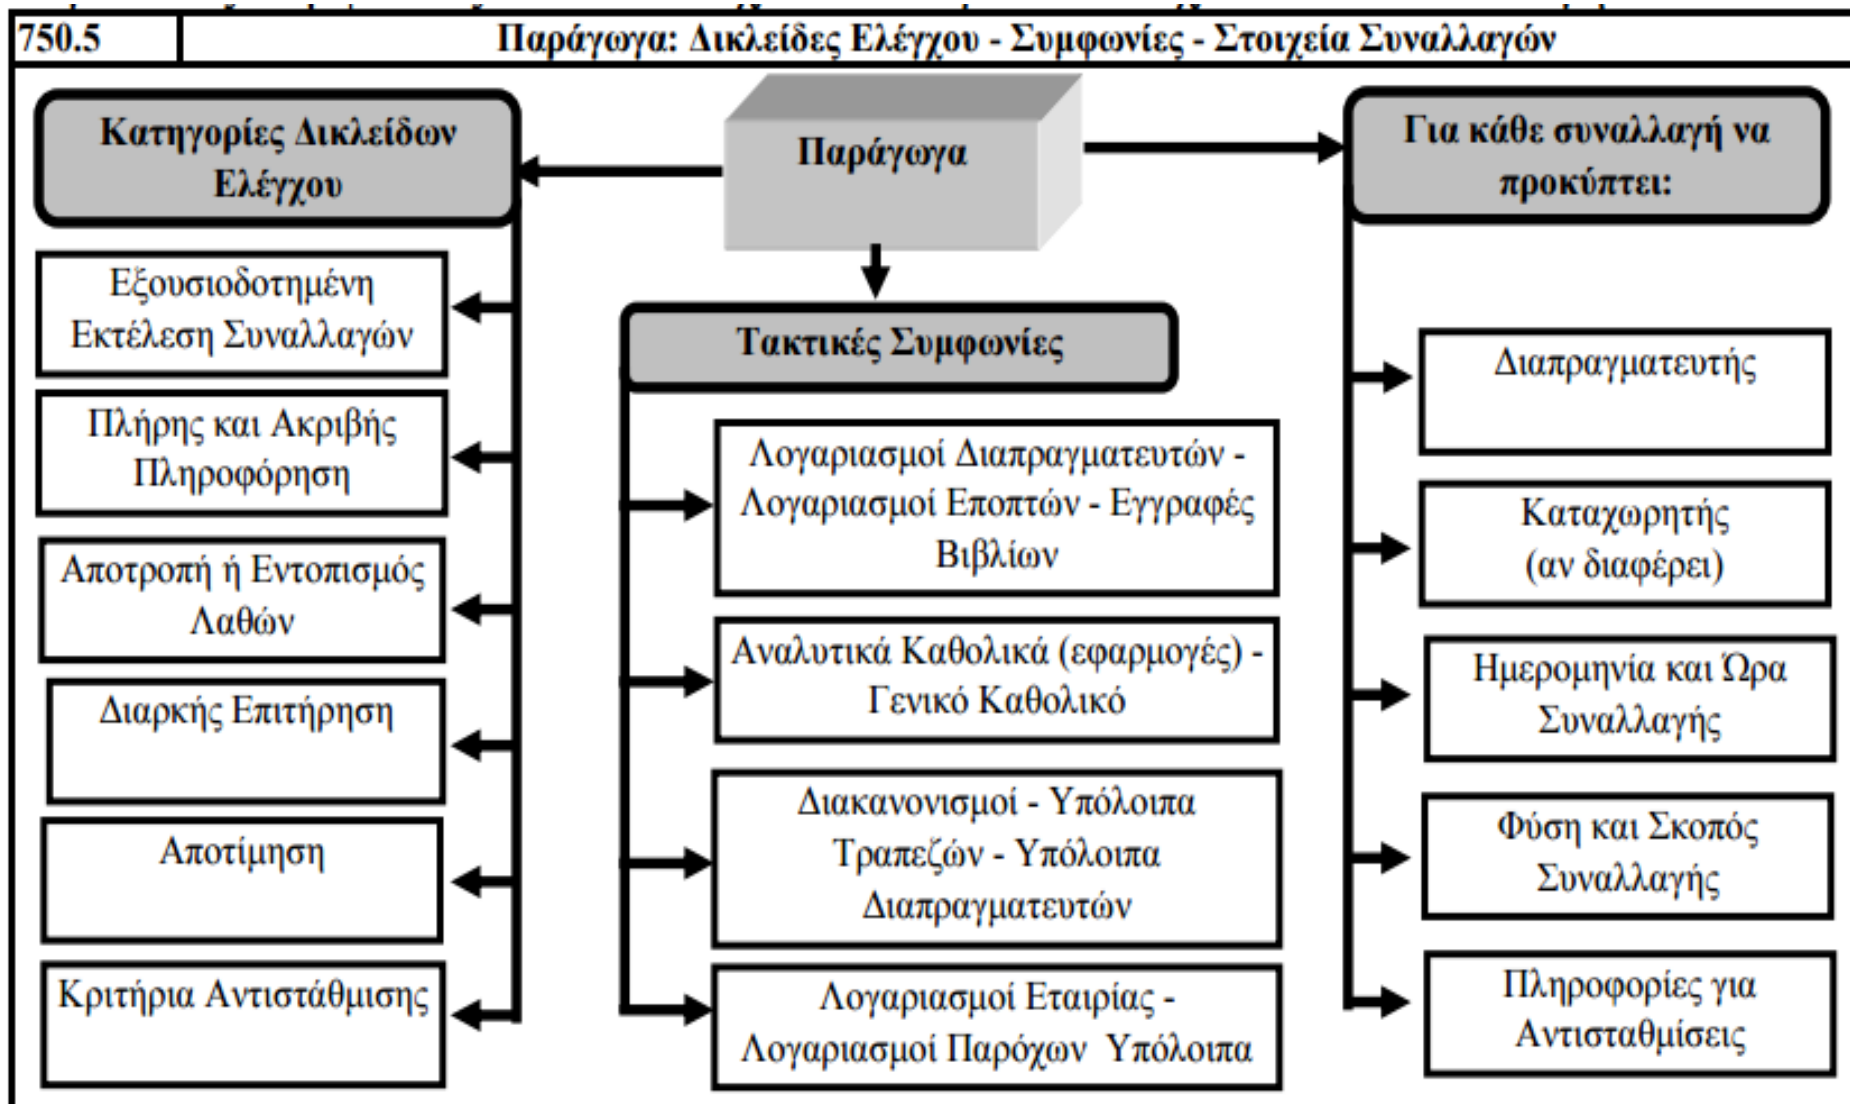 750.5
Παράγωγα: Δικλείδες Ελέγχου - Συμφωνίες - Στοιχεία Συναλλαγών
Κατηγορίες Δικλείδων
Ελέγχου
Εξουσιοδοτημένη
Εκτέλεση Συναλλαγών
Πλήρης και Ακριβής
Πληροφόρηση
Αποτροπή ή Εντοπισμός
Λαθών
Διαρκής Επιτήρηση
Αποτίμηση
Κριτήρια Αντιστάθμισης
Παράγωγα
Τακτικές Συμφωνίες
Λογαριασμοί Διαπραγματευτών -
Λογαριασμοί Εποπτών - Εγγραφές
Βιβλίων
Αναλυτικά Καθολικά (εφαρμογές) -
Γενικό Καθολικό
Διακανονισμοί - Υπόλοιπα
Τραπεζών - Υπόλοιπα
Διαπραγματευτών
Λογαριασμοί Εταιρίας -
Λογαριασμοί Παρόχων Υπόλοιπα
Για κάθε συναλλαγή να
προκύπτει:
Διαπραγματευτής
Καταχωρητής
(αν διαφέρει)
Ημερομηνία και Ώρα
Συναλλαγής
Φύση και Σκοπός
Συναλλαγής
Πληροφορίες για
Αντισταθμίσεις